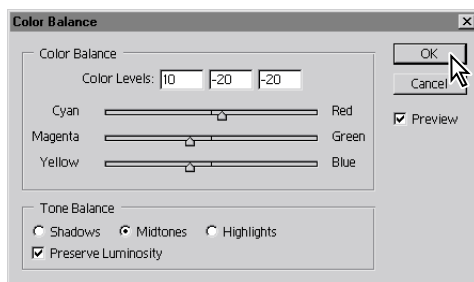 Color Balance
OK
Cancel
Preview
Color Balance
Color Levels: 10 -20 -20
Cyan Red
Magenta Green
Yellow Blue
Tone Balance
Shadows Midtones Highlights
Preserve Luminosity